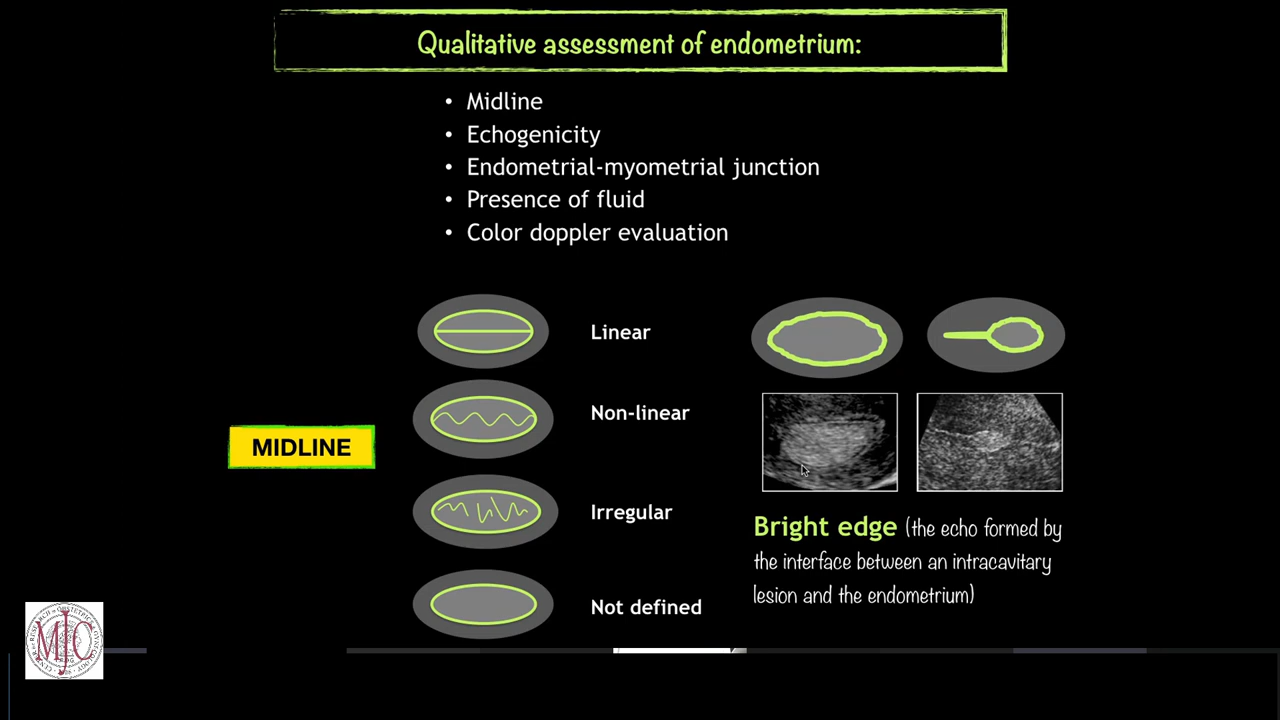 Qualitative assessment of endometrium:
• Midline
• Echogenicity
• Endometrial-myometrial junction
• Presence of fluid
• Color doppler evaluation
MIDLINE
Linear
Non-linear
Irregular
Not defined
Bright edge (the echo formed by
the interface between an intracavitary
lesion and the endometrium)
MJC